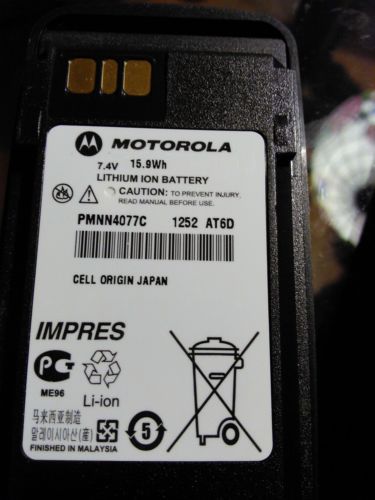 MOTOROLA
7.4V 15.9Wh
LITHIUM ION BATTERY
CAUTION: TO PREVENT INJURY,
READ MANUAL BEFORE USE.
PMNN4077C 1252 AT6D
CELL ORIGIN JAPAN
IMPRES
PG
ME96
Li-ion
马来西亚制造
말레이시아산(産)
5
FINISHED IN MALAYSIA